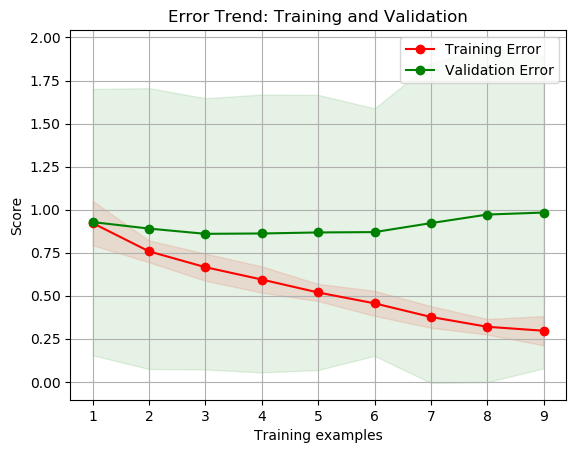 Error Trend: Training and Validation
Training Error
Validation Error
2.00
1.75
1.50
1.25
1.00
0.75
0.50
0.25
0.00
Score
1 2 3 4 5 6 7 8 9
Training examples